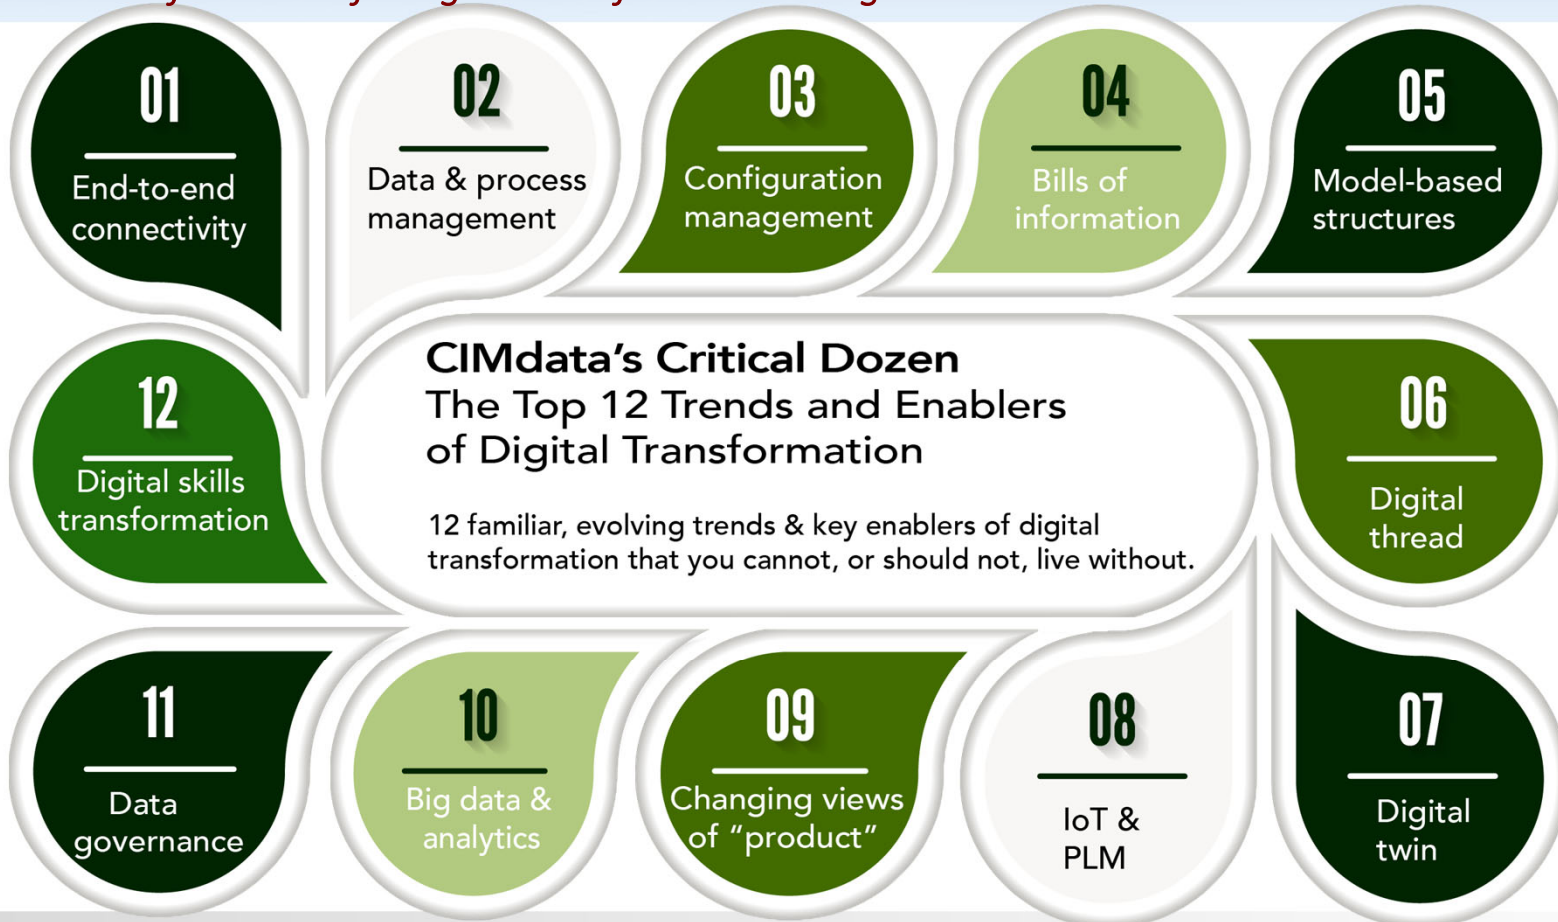 01
End-to-end
connectivity
02
Data & process
management
03
Configuration
management
04
Bills of
information
05
Model-based
structures
CIMdata’s Critical Dozen
The Top 12 Trends and Enablers
of Digital Transformation
12 familiar, evolving trends & key enablers of digital
transformation that you cannot, or should not, live without.
06
Digital
thread
07
Digital
twin
08
IoT &
PLM
09
Changing views
of “product”
10
Big data &
analytics
11
Data
governance
12
Digital skills
transformation